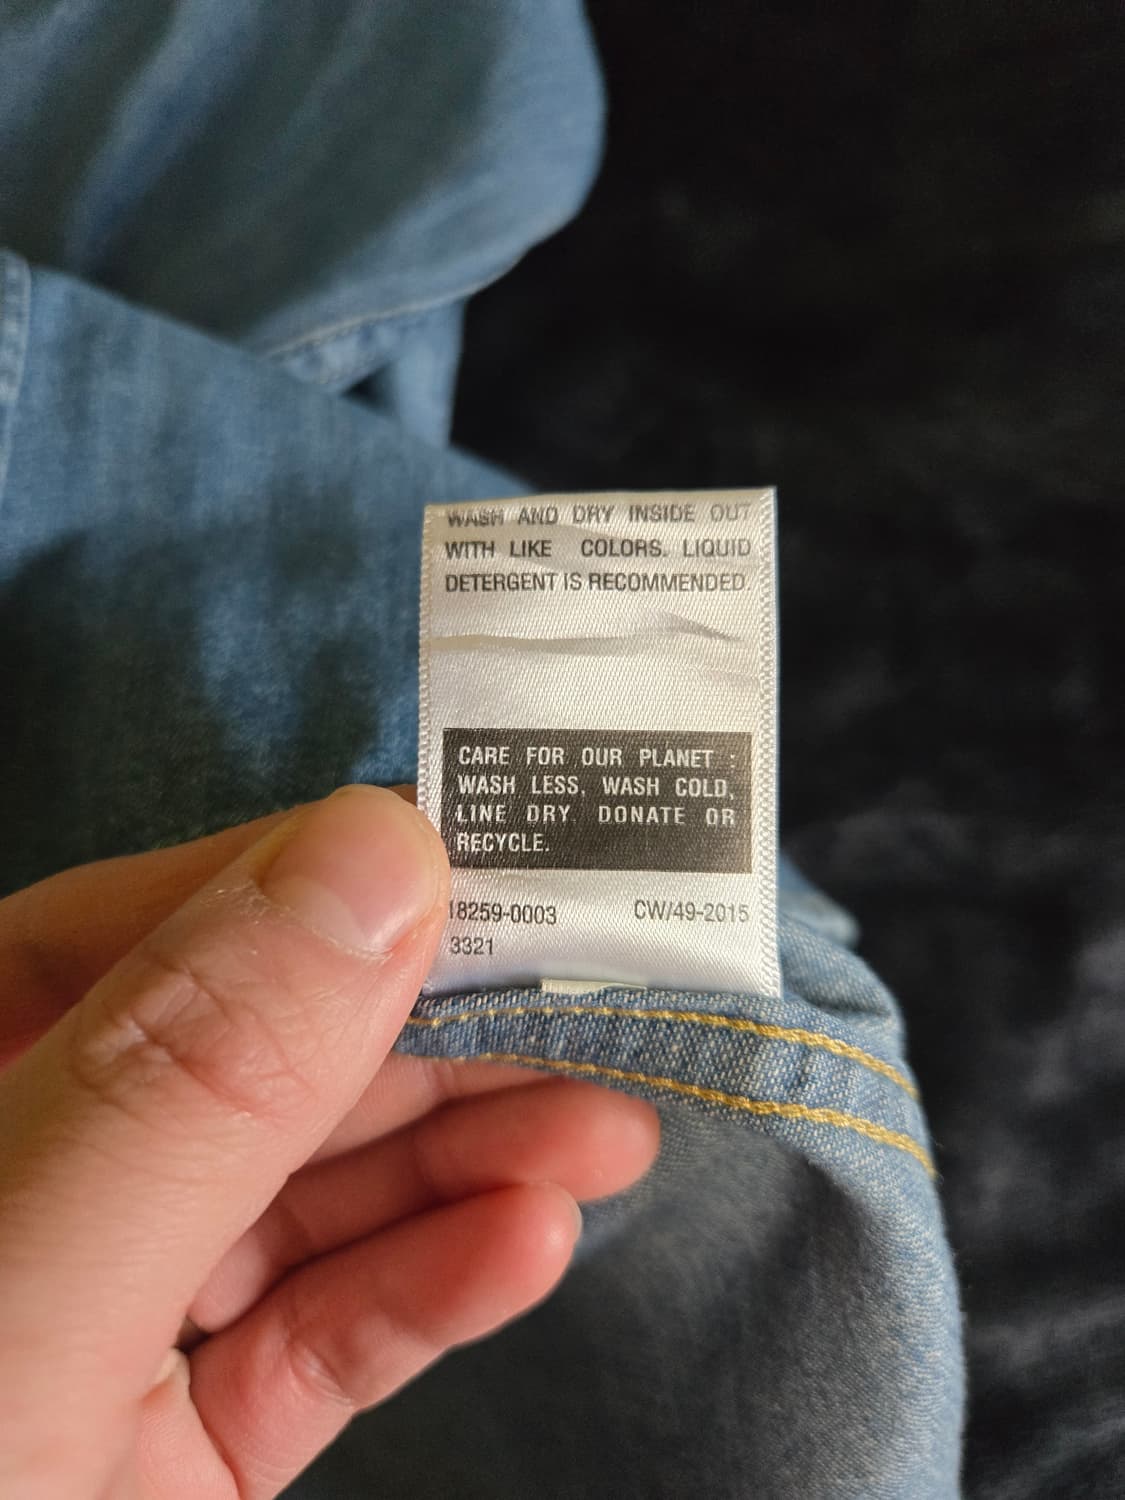 WASH AND DRY INSIDE OUT
WITH LIKE COLORS. LIQUID
DETERGENT IS RECOMMENDED.
CARE FOR OUR PLANET :
WASH LESS, WASH COLD,
LINE DRY. DONATE OR
RECYCLE.
18259-0003 CW/49-2015
3321